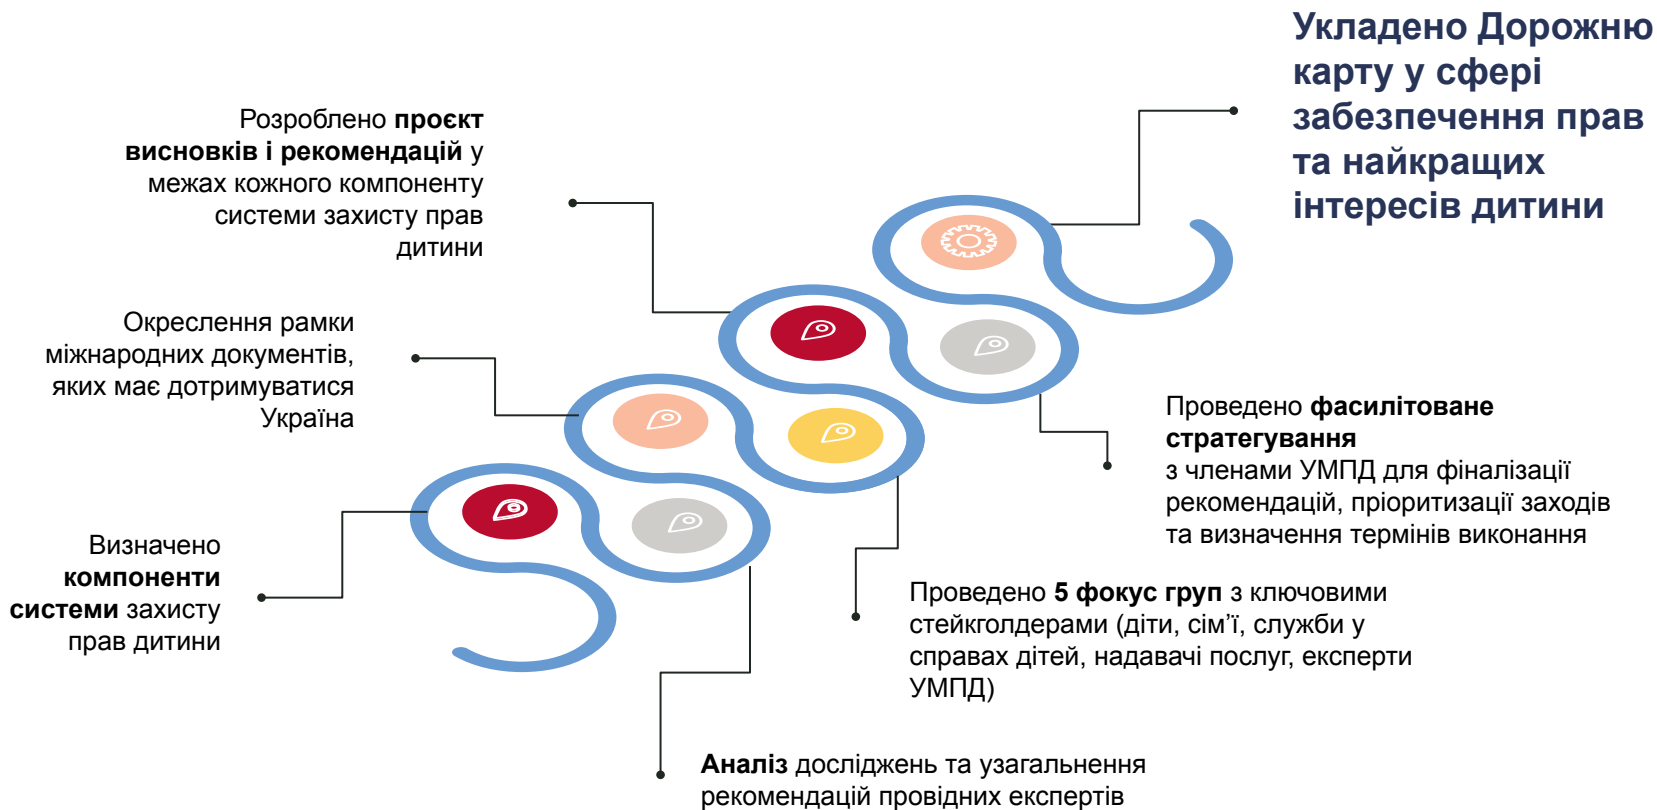 Укладено Дорожню
карту у сфері
забезпечення прав
та найкращих
інтересів дитини
Розроблено проєкт
висновків і рекомендацій у
межах кожного компоненту
системи захисту прав
дитини
Окреслення рамки
міжнародних документів,
яких має дотримуватися
Україна
Визначено
компоненти
системи захисту
прав дитини
Проведено фасилітоване
стратегування
з членами УМПД для фіналізації
рекомендацій, пріоритизації заходів
та визначення термінів виконання
Проведено 5 фокус груп з ключовими
стейкголдерами (діти, сім’ї, служби у
справах дітей, надавачі послуг, експерти
УМПД)
Аналіз досліджень та узагальнення
рекомендацій провідних експертів